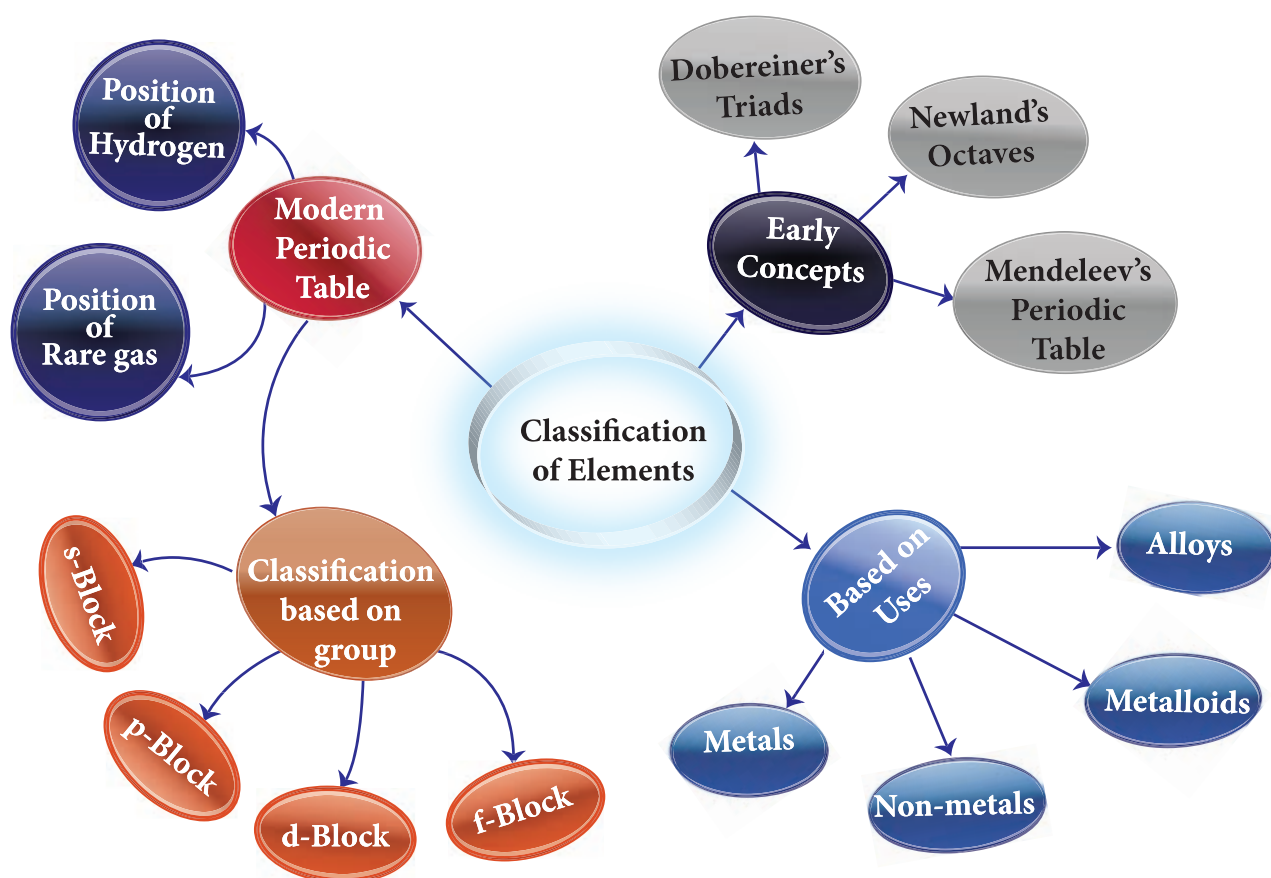 Position
of
Hydrogen
Modern
Periodic
Table
Position
of
Rare gas
Dobereiner's
Triads
Newland's
Octaves
Early
Concepts
Mendeleev's
Periodic
Table
Classification
of Elements
Classification
based on
group
s-Block
p-Block
d-Block
f-Block
Based on
Uses
Alloys
Metalloids
Metals
Non-metals